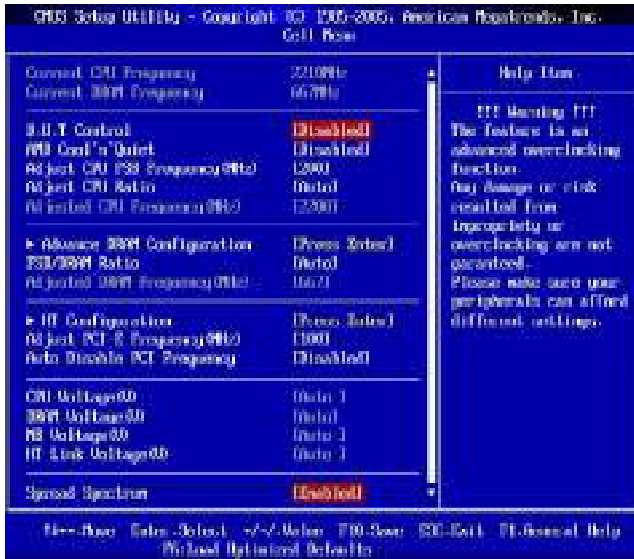 CMOS Setup Utility - Copyright (C) 1985-2005, American Megatrends, Inc.
Cell Menu
Current CPU Frequency 2210MHz
Current DRAM Frequency 667MHz
D.O.T Control [Disabled]
AMD Cool'n'Quiet [Disabled]
Adjust CPU FSB Frequency(MHz) [200]
Adjust CPU Ratio [Auto]
Adjusted CPU Frequency(MHz) [2200]
▶ Advance DRAM Configuration [Press Enter]
FSB/DRAM Ratio [Auto]
Adjusted DRAM Frequency(MHz) [667]
▶ HT Configuration [Press Enter]
Adjust PCI-E Frequency(MHz) [100]
Auto Disable PCI Frequency [Disabled]
CPU Voltage(V) [Auto ]
DRAM Voltage(V) [Auto]
NB Voltage(V) [Auto ]
HT Link Voltage(V) [Auto ]
Spread Spectrum [Enabled]
Help Item
!!! Warning !!!
The feature is an
advanced overclocking
function.
Any damage or risk
resulted from
impropriety or
overclocking are not
garanteed.
Please make sure your
peripherals can afford
different settings.
:Move Enter:Select +/-/:Value F10:Save ESC:Exit F1:General Help
F6:Load Optimized Defaults